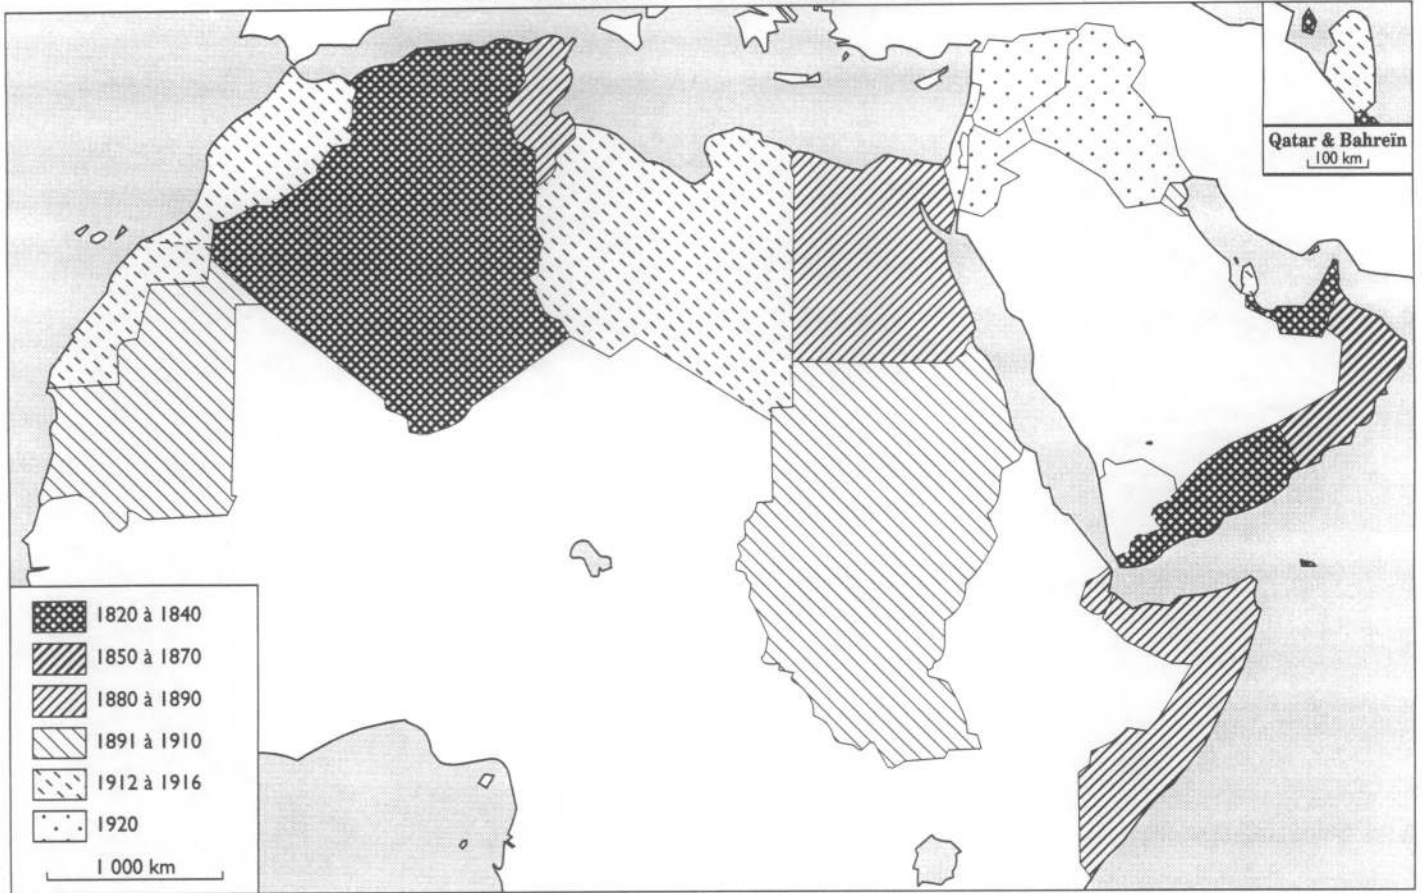 Qatar & Bahreïn
100 km
1820 à 1840
1850 à 1870
1880 à 1890
1891 à 1910
1912 à 1916
1920
1 000 km